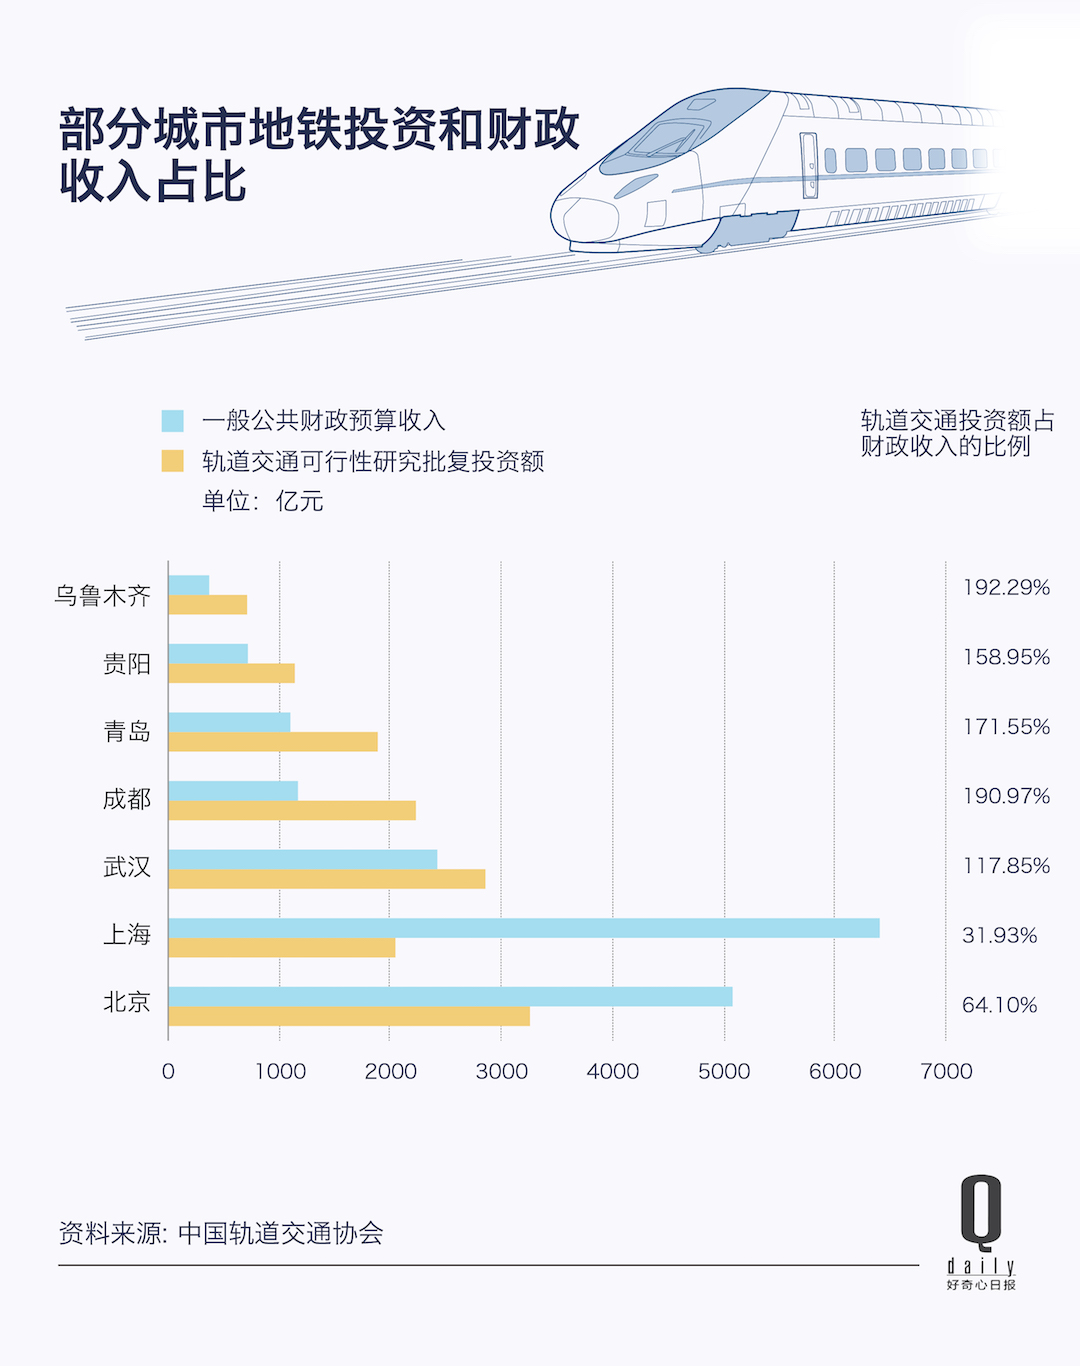 部分城市地铁投资和财政
收入占比
一般公共财政预算收入
轨道交通可行性研究批复投资额
单位：亿元
轨道交通投资额占
财政收入的比例
乌鲁木齐 192.29%
贵阳 158.95%
青岛 171.55%
成都 190.97%
武汉 117.85%
上海 31.93%
北京 64.10%
0 1000 2000 3000 4000 5000 6000 7000
资料来源: 中国轨道交通协会
Q
daily
好奇心日报